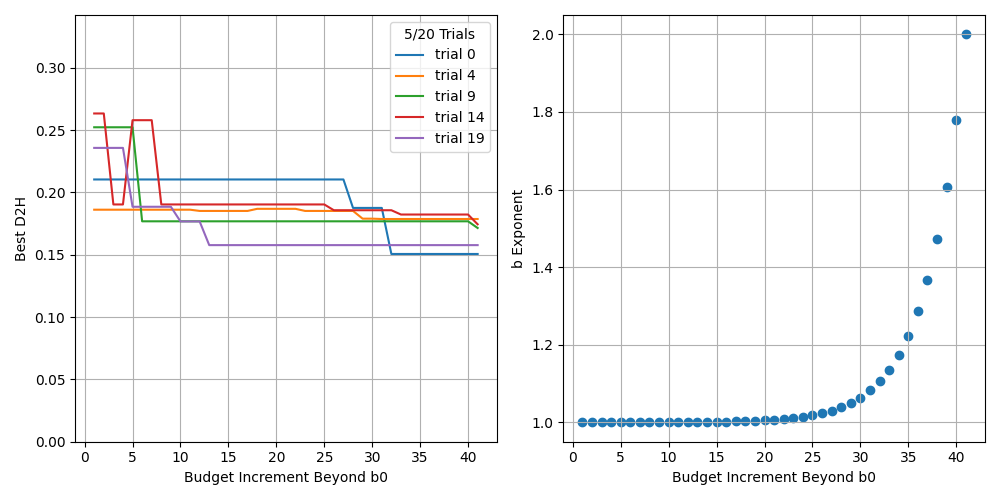 5/20 Trials
trial 0
trial 4
trial 9
trial 14
trial 19
0.30
0.25
0.20
0.15
0.10
0.05
0.00
Best D2H
0 5 10 15 20 25 30 35 40
Budget Increment Beyond b0
2.0
1.8
1.6
1.4
1.2
1.0
b Exponent
0 5 10 15 20 25 30 35 40
Budget Increment Beyond b0